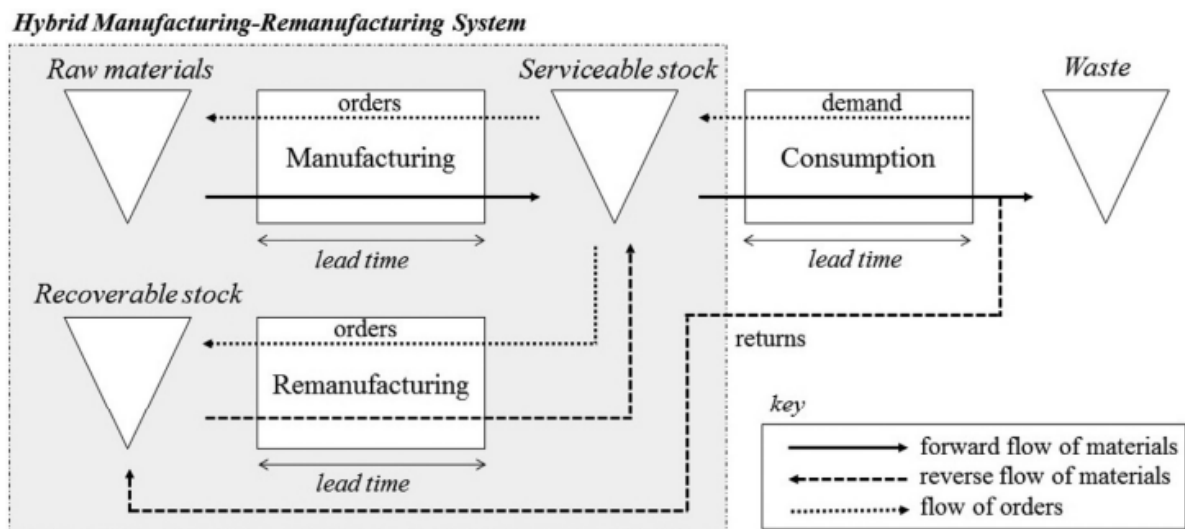 Hybrid Manufacturing-Remanufacturing System
Raw materials
Serviceable stock
Waste
orders
demand
Manufacturing
Consumption
lead time
lead time
Recoverable stock
orders
returns
Remanufacturing
lead time
key
forward flow of materials
reverse flow of materials
flow of orders